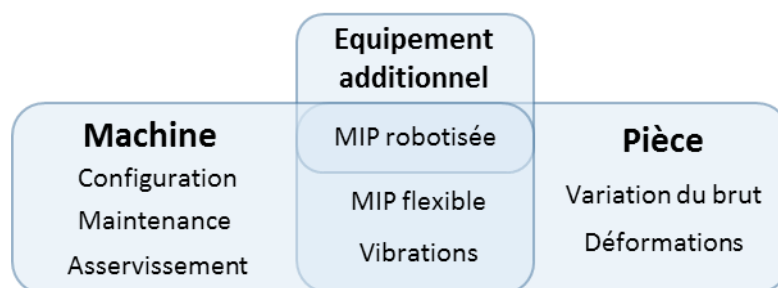 Equipement
additionnel
Machine
Configuration
Maintenance
Asservissement
MIP robotisée
MIP flexible
Vibrations
Pièce
Variation du brut
Déformations